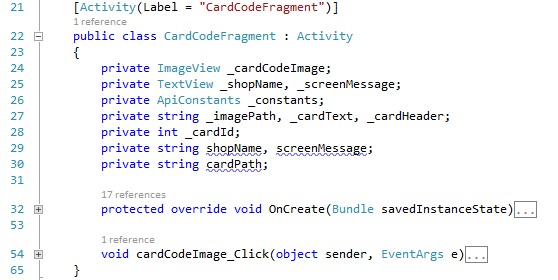 21 [Activity(Label = "CardCodeFragment")]
1 reference
22 public class CardCodeFragment : Activity
23 {
24 private ImageView _cardCodeImage;
25 private TextView _shopName, _screenMessage;
26 private ApiConstants _constants;
27 private string _imagePath, _cardText, _cardHeader;
28 private int _cardId;
29 private string shopName, screenMessage;
30 private string cardPath;
31
17 references
32 protected override void OnCreate(Bundle savedInstanceState)...
53
1 reference
54 void cardCodeImage_Click(object sender, EventArgs e)...
65 }